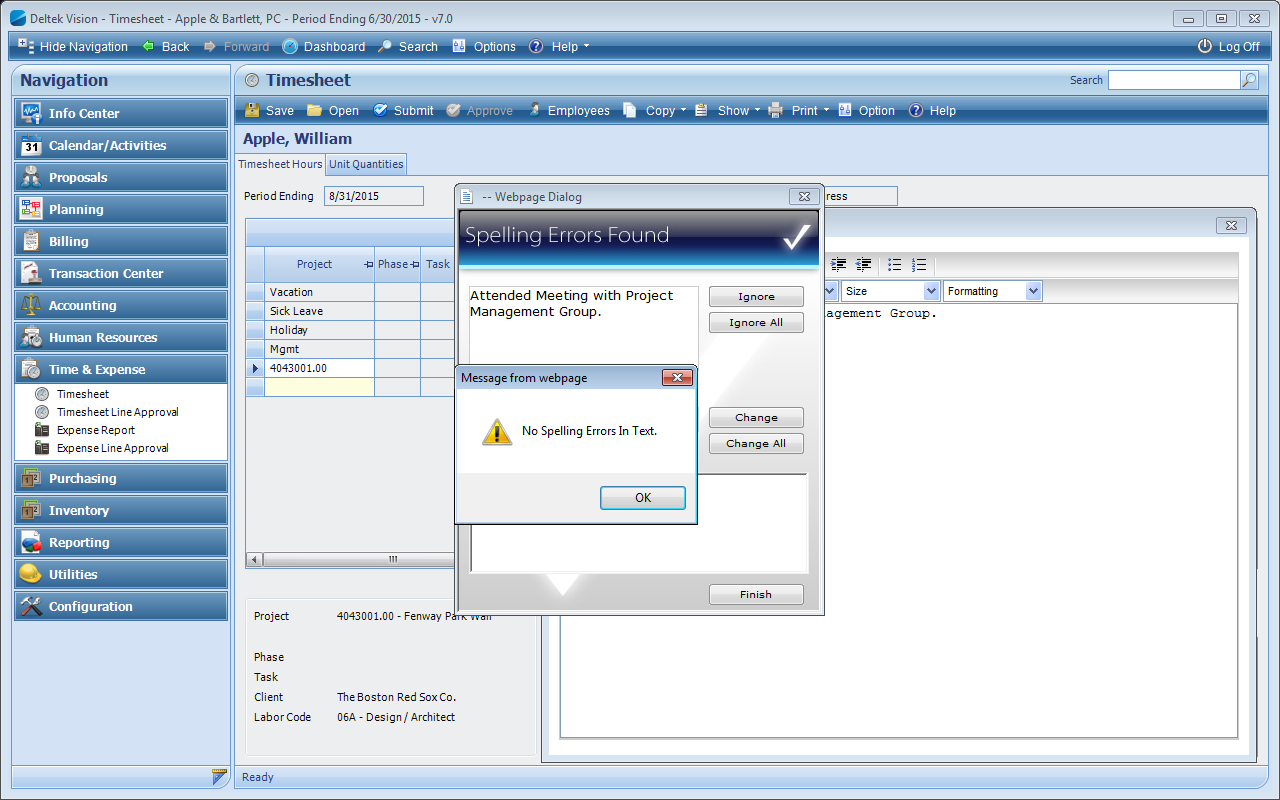 Deltek Vision - Timesheet - Apple & Bartlett, PC - Period Ending 6/30/2015 - v7.0
Hide Navigation Back Forward Dashboard Search Options Help Log Off
Navigation
Info Center
31 Calendar/Activities
Proposals
Planning
Billing
Transaction Center
Accounting
Human Resources
Time & Expense
Timesheet
Timesheet Line Approval
Expense Report
Expense Line Approval
Purchasing
Inventory
Reporting
Utilities
Configuration
Timesheet
Search
Save Open Submit Approve Employees Copy Show Print Option Help
Apple, William
Timesheet Hours Unit Quantities
Period Ending 8/31/2015
ress
Project Phase Task
Vacation
Sick Leave
Holiday
Mgmt
4043001.00
Size Formatting
agement Group.
-- Webpage Dialog
Spelling Errors Found
Attended Meeting with Project
Management Group.
Ignore
Ignore All
Change
Change All
Finish
Message from webpage
No Spelling Errors In Text.
OK
Project 4043001.00 - Fenway Park Wall
Phase
Task
Client The Boston Red Sox Co.
Labor Code 06A - Design / Architect
Ready